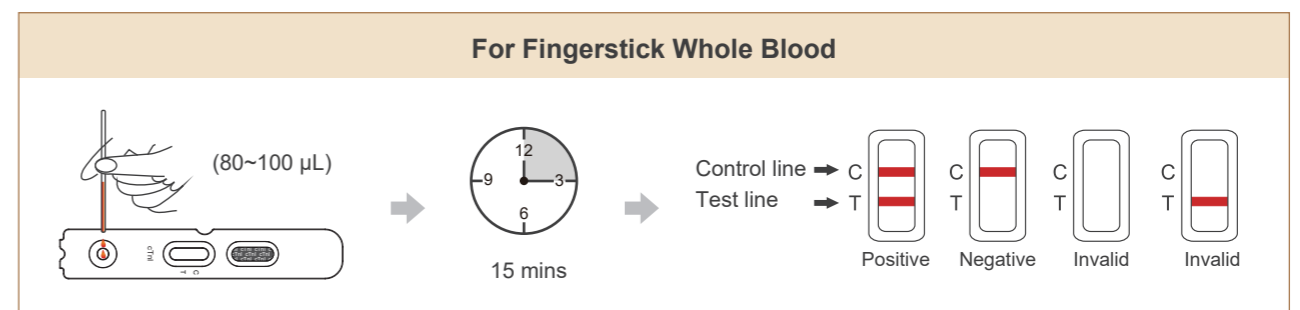 For Fingerstick Whole Blood
(80~100 µL)
cTnI
C
T
12
9
3
6
15 mins
Control line
Test line
C
T
Positive
C
T
Negative
C
T
Invalid
C
T
Invalid